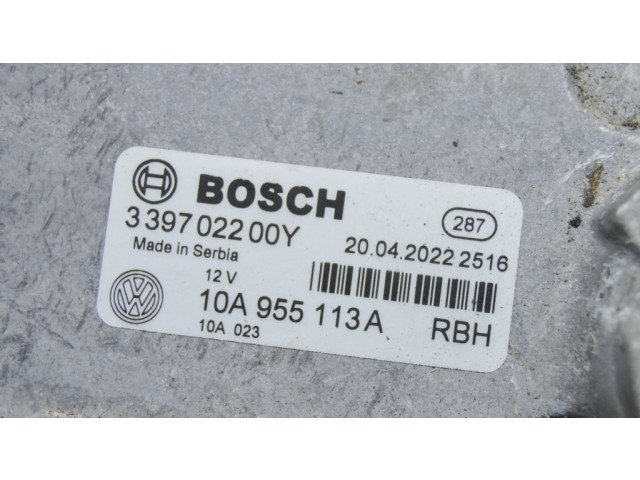 BOSCH
3 397 022 00Y
287
Made in Serbia
20.04.2022 2516
12 V
10A 955 113 A
RBH
10A 023